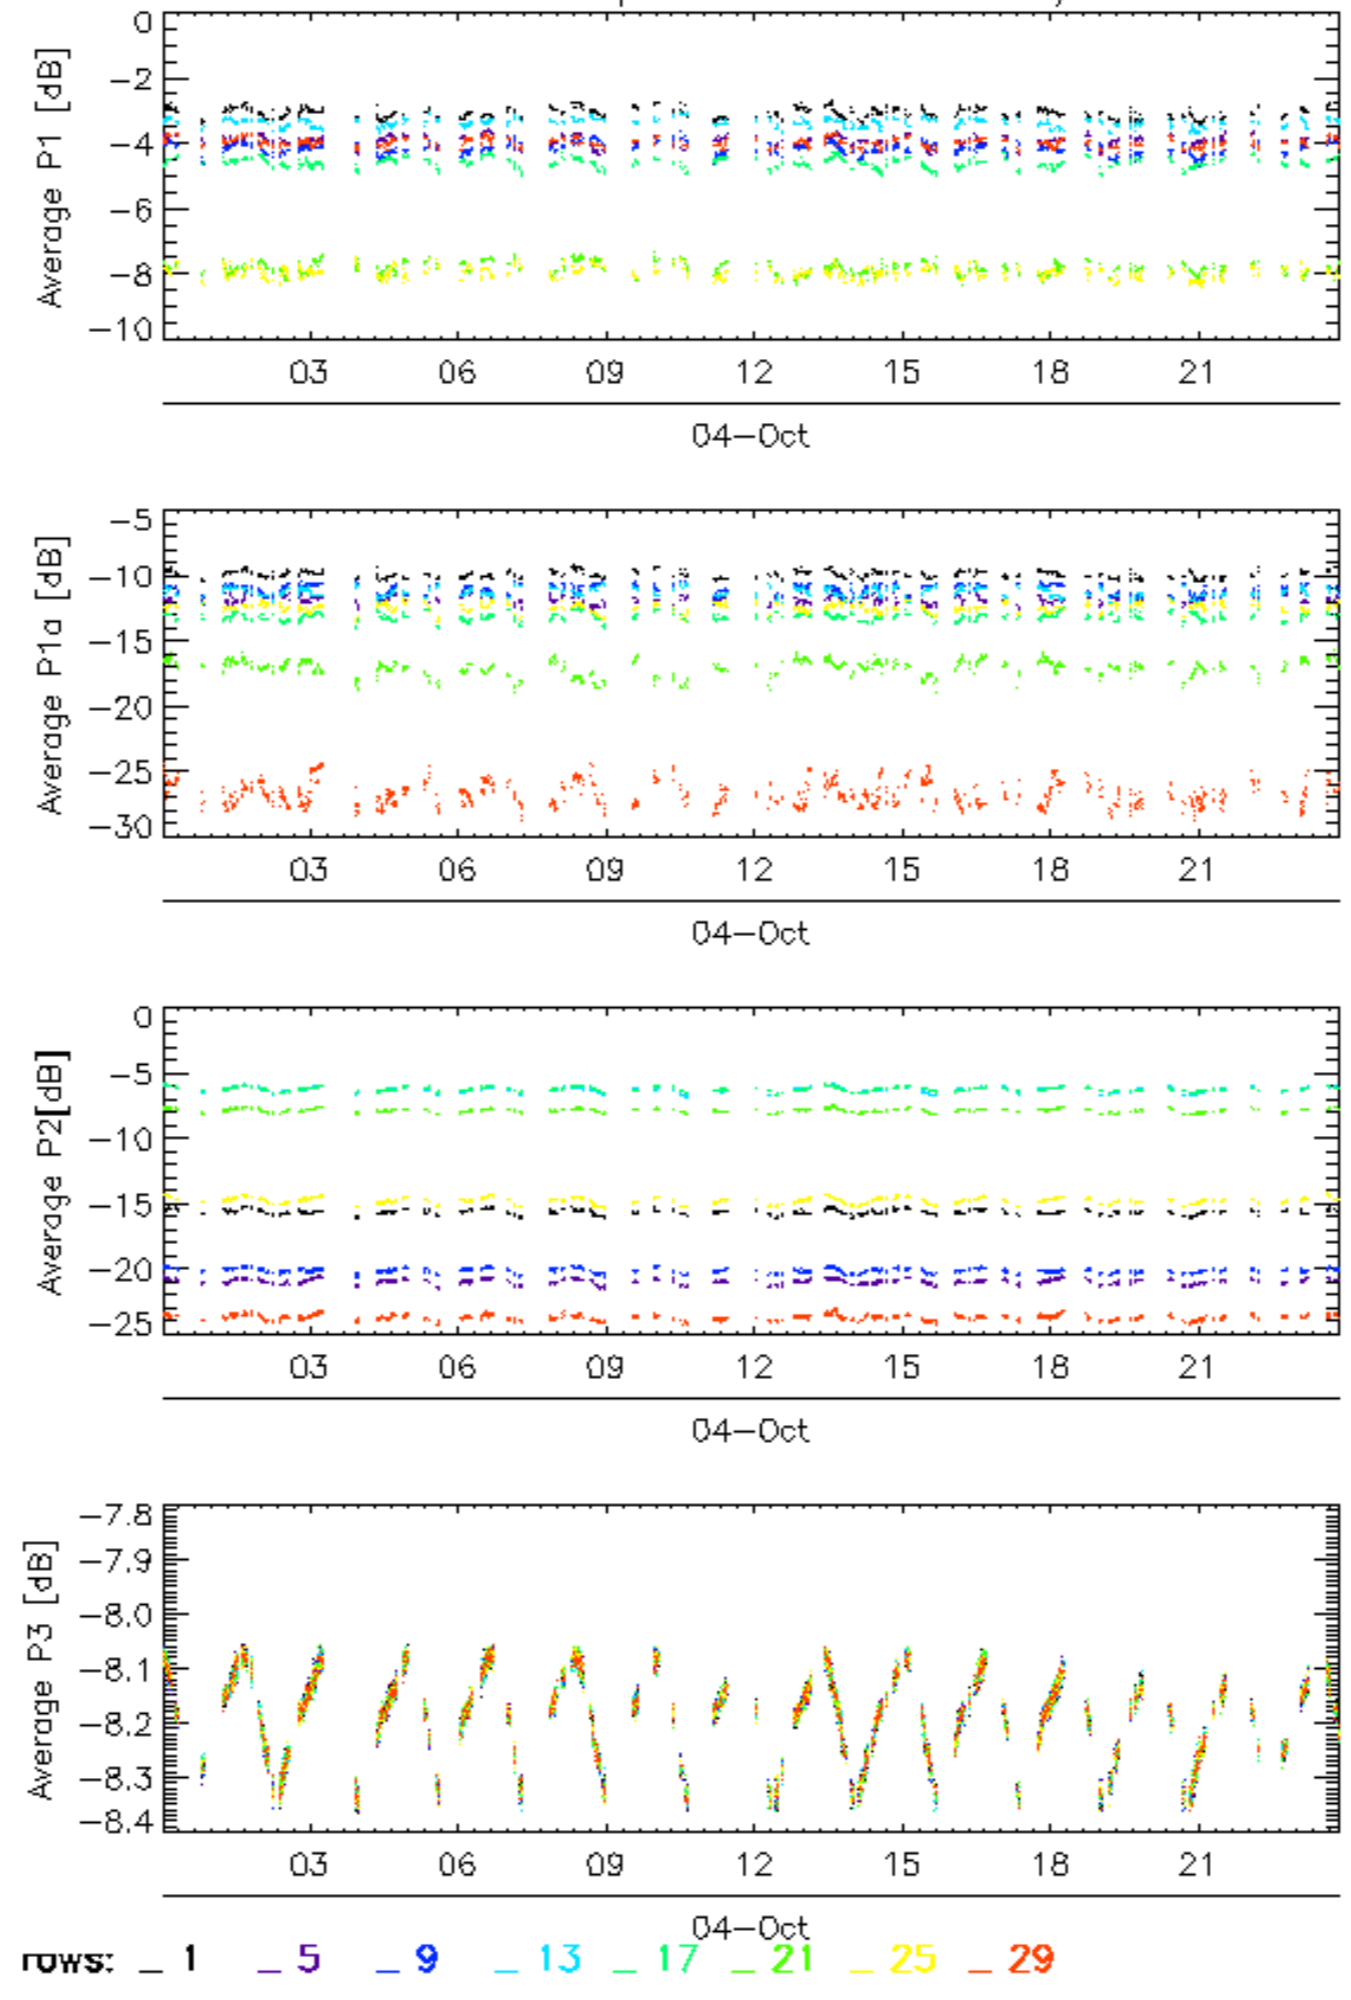 Average P1 [dB]
0
−2
−4
−6
−8
−10
03 06 09 12 15 18 21
04−Oct
Average P1a [dB]
−5
−10
−15
−20
−25
−30
03 06 09 12 15 18 21
04−Oct
Average P2[dB]
0
−5
−10
−15
−20
−25
03 06 09 12 15 18 21
04−Oct
Average P3 [dB]
−7.8
−7.9
−8.0
−8.1
−8.2
−8.3
−8.4
03 06 09 12 15 18 21
04−Oct
rows: _ 1 _ 5 _ 9 _ 13 _ 17 _ 21 _ 25 _ 29